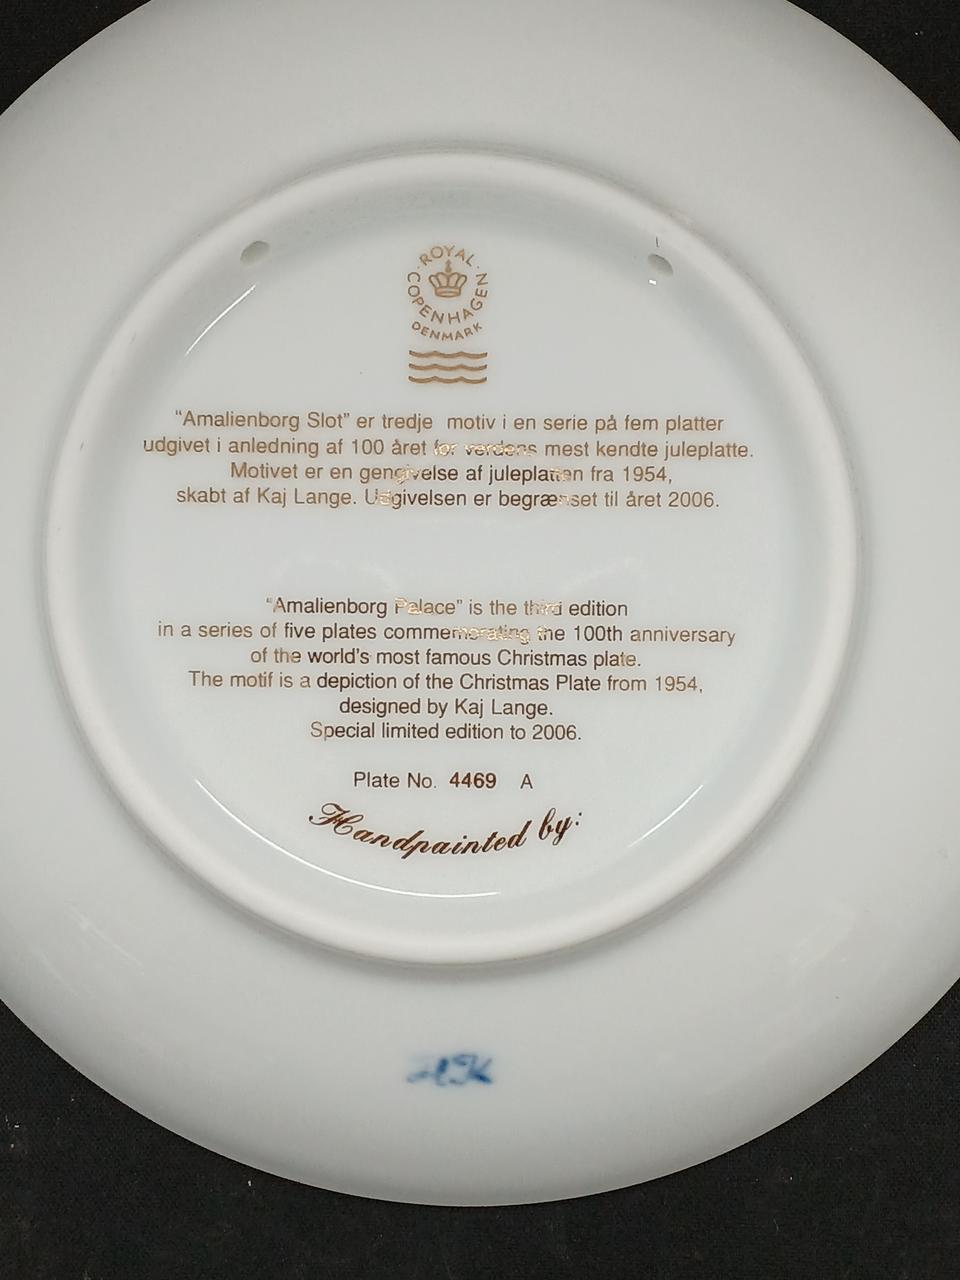 ROYAL
COPENHAGEN
DENMARK
"Amalienborg Slot" er tredje motiv i en serie på fem platter
udgivet i anledning af 100 året for verdens mest kendte juleplatte.
Motivet er en gengivelse af juleplatten fra 1954,
skabt af Kaj Lange. Udgivelsen er begrænset til året 2006.
"Amalienborg Palace" is the third edition
in a series of five plates commemorating the 100th anniversary
of the world's most famous Christmas plate.
The motif is a depiction of the Christmas Plate from 1954,
designed by Kaj Lange.
Special limited edition to 2006.
Plate No. 4469 A
Handpainted by: